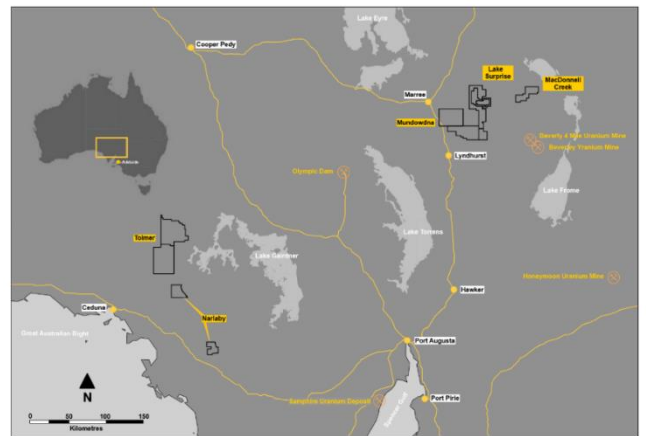 Lake Eyre
Cooper Pedy
Lake
Surprise
MacDonnell
Creek
Marree
Mundowdna
Beverly 4 Mile Uranium Mine
Beverley Uranium Mine
Lyndhurst
Olympic Dam
Lake Frome
Adelaide
Tolmer
Lake Torrens
Lake Gairdner
Honeymoon Uranium Mine
Hawker
Ceduna
Narlaby
Great Australian Bight
Port Augusta
N
Samphire Uranium Deposit
Port Pirie
Spencer Gulf
0 50 100 150
Kilometres